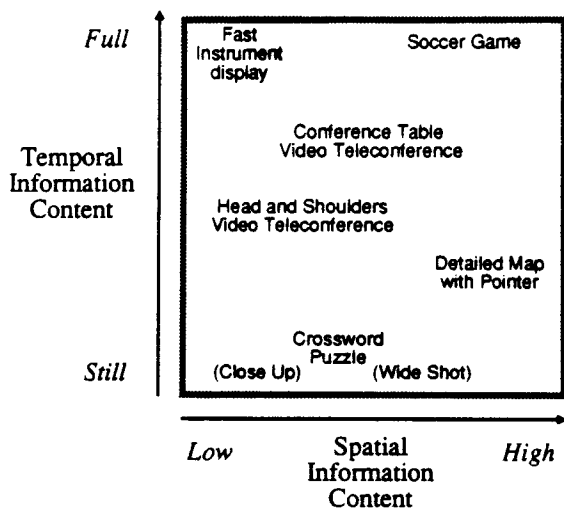 Full
Fast
Instrument
display
Soccer Game
Conference Table
Video Teleconference
Temporal
Information
Content
Head and Shoulders
Video Teleconference
Detailed Map
with Pointer
Crossword
Puzzle
Still
(Close Up) (Wide Shot)
Low
Spatial
Information
Content
High